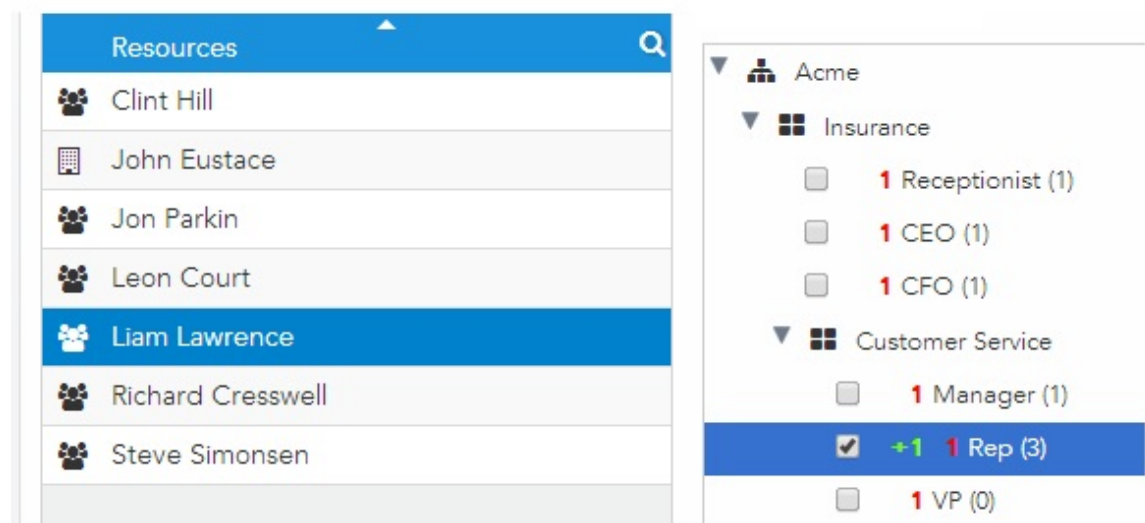 Resources
Clint Hill
John Eustace
Jon Parkin
Leon Court
Liam Lawrence
Richard Cresswell
Steve Simonsen
Acme
Insurance
1 Receptionist (1)
1 CEO (1)
1 CFO (1)
Customer Service
1 Manager (1)
+1 1 Rep (3)
1 VP (0)